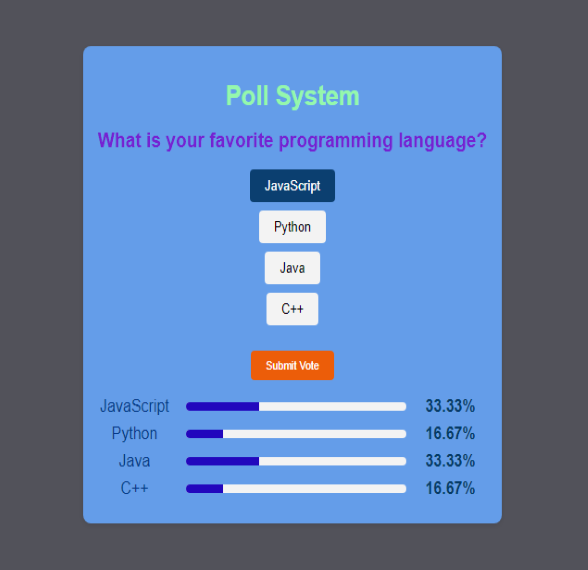 Poll System
What is your favorite programming language?
JavaScript
Python
Java
C++
Submit Vote
JavaScript 33.33%
Python 16.67%
Java 33.33%
C++ 16.67%